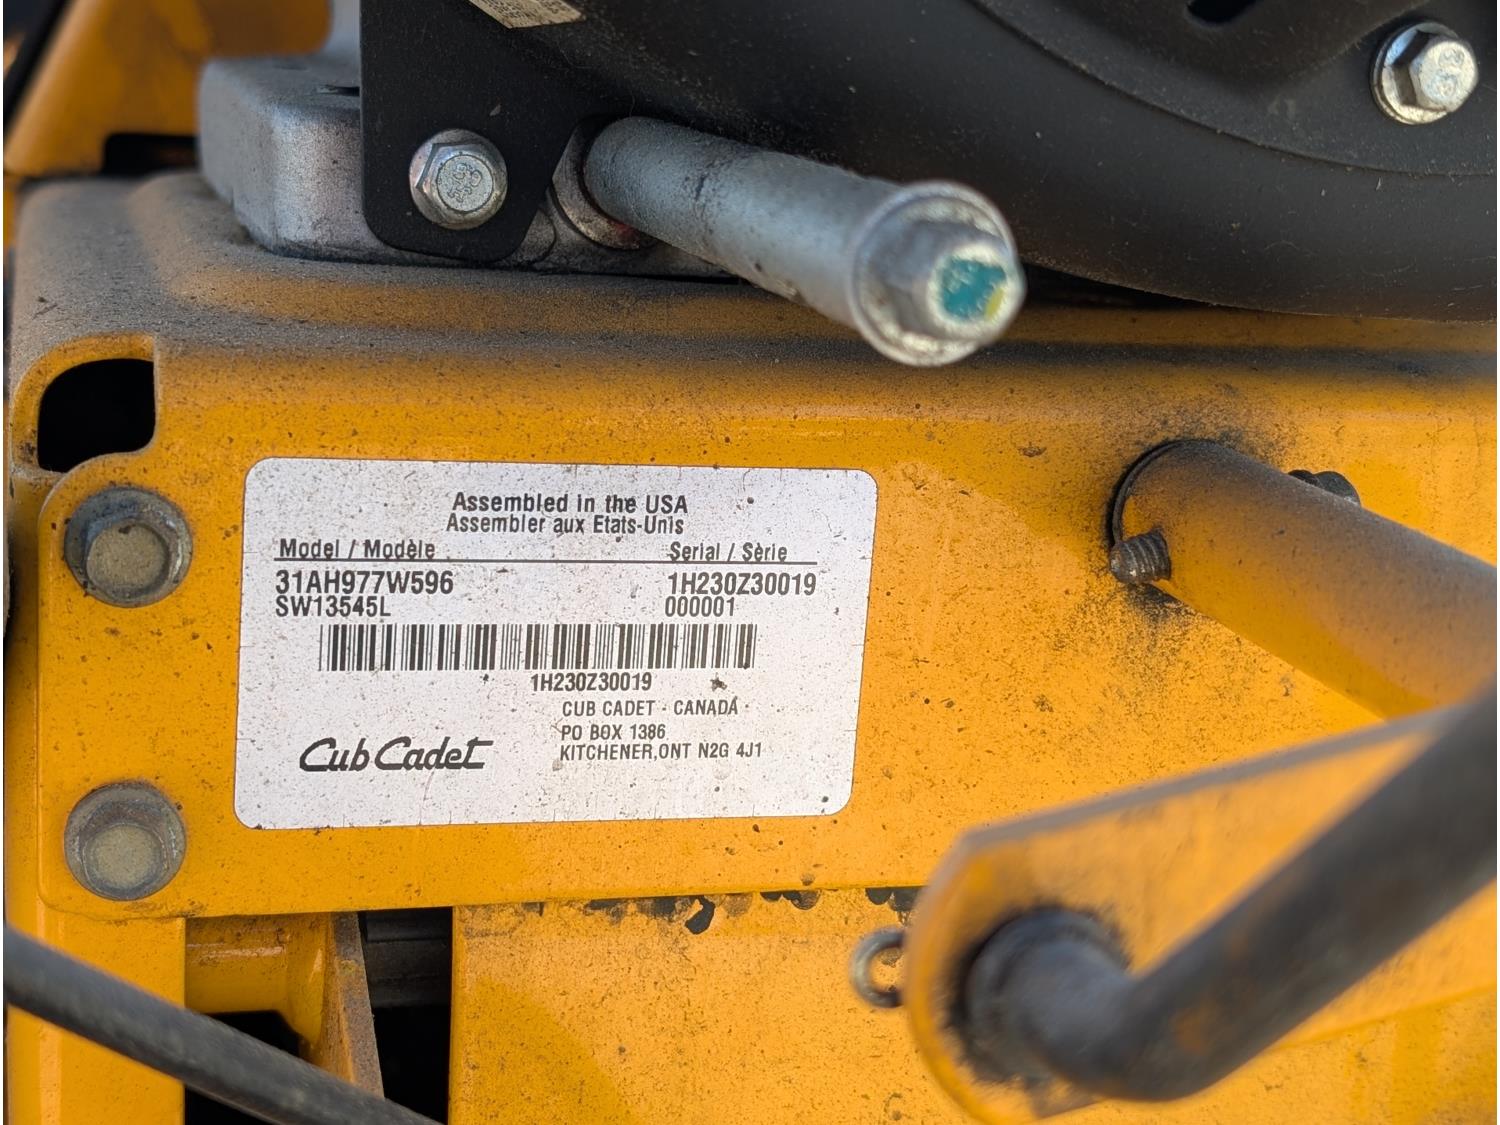 Assembled in the USA
Assembler aux Etats-Unis
Model / Modèle Serial / Série
31AH977W596 1H230Z30019
SW13545L 000001
1H230Z30019
CUB CADET - CANADA
PO BOX 1386
KITCHENER,ONT N2G 4J1
Cub Cadet